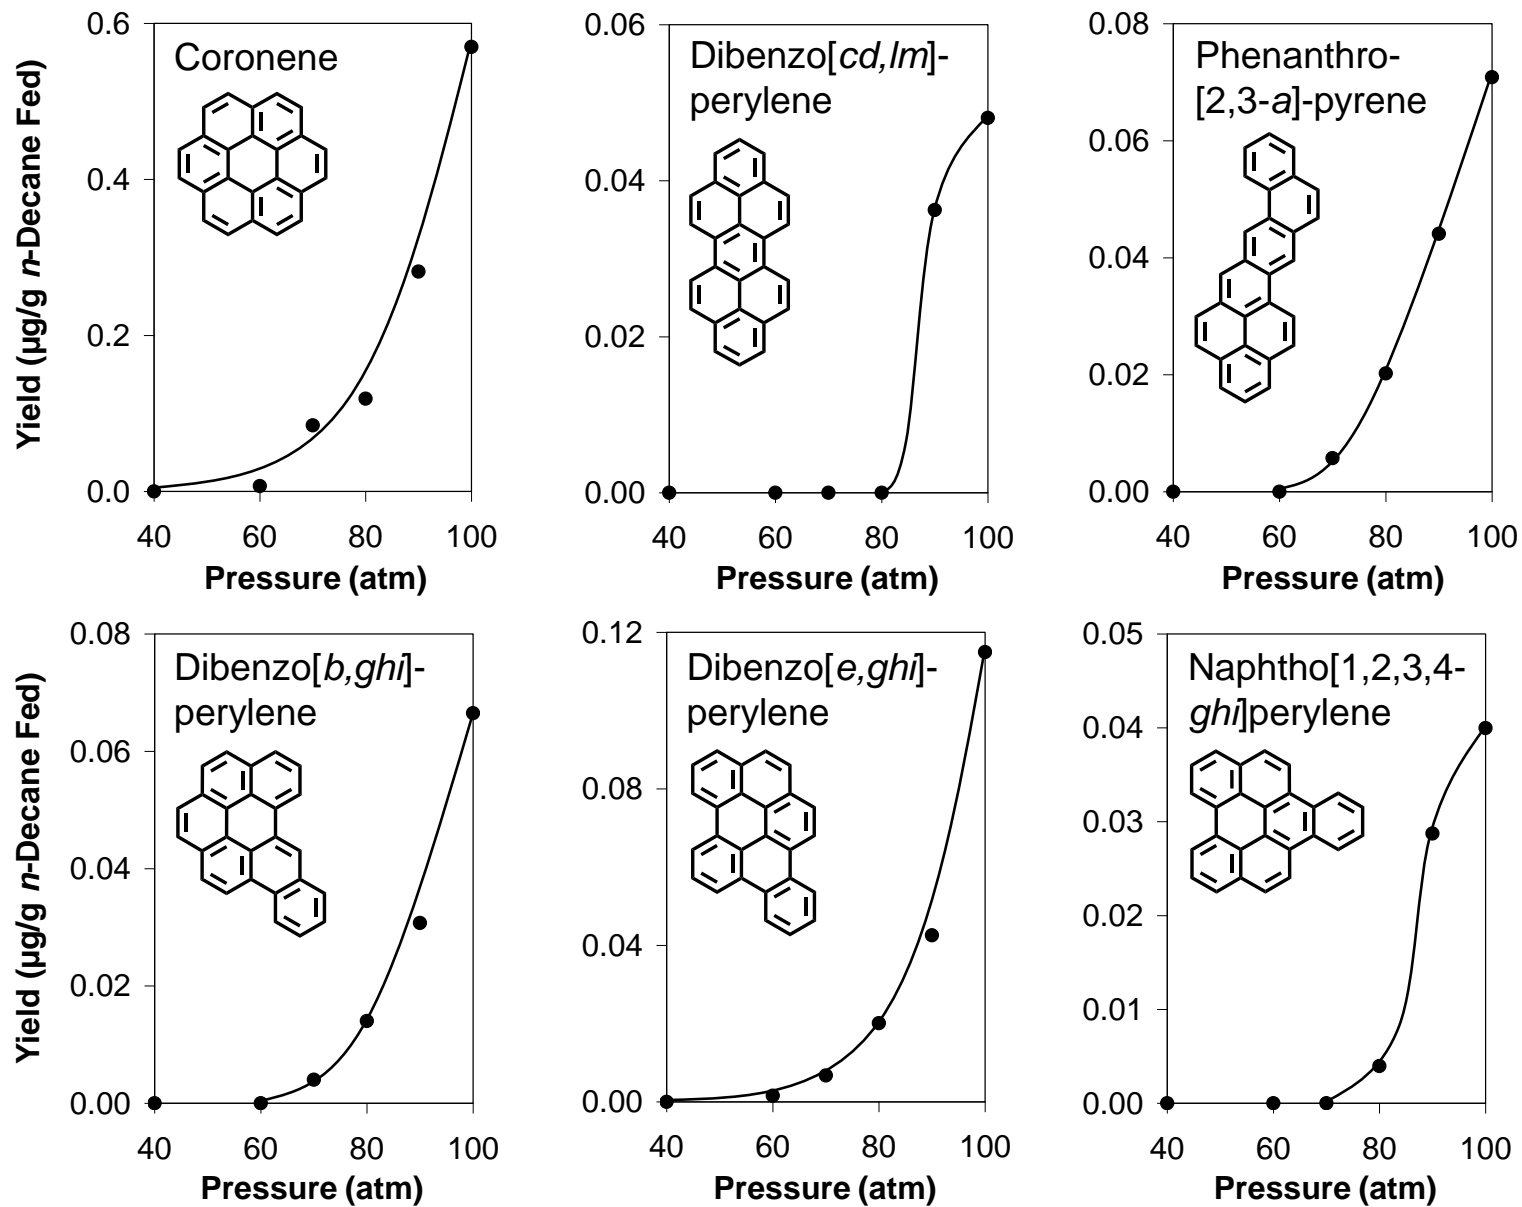 Yield (µg/g n-Decane Fed)
0.6
0.4
0.2
0.0
Coronene
40 60 80 100
Pressure (atm)
0.06
0.04
0.02
0.00
Dibenzo[cd,lm]-
perylene
40 60 80 100
Pressure (atm)
0.08
0.06
0.04
0.02
0.00
Phenanthro-
[2,3-a]-pyrene
40 60 80 100
Pressure (atm)
Yield (µg/g n-Decane Fed)
0.08
0.06
0.04
0.02
0.00
Dibenzo[b,ghi]-
perylene
40 60 80 100
Pressure (atm)
0.12
0.08
0.04
0.00
Dibenzo[e,ghi]-
perylene
40 60 80 100
Pressure (atm)
0.05
0.04
0.03
0.02
0.01
0.00
Naphtho[1,2,3,4-
ghi]perylene
40 60 80 100
Pressure (atm)